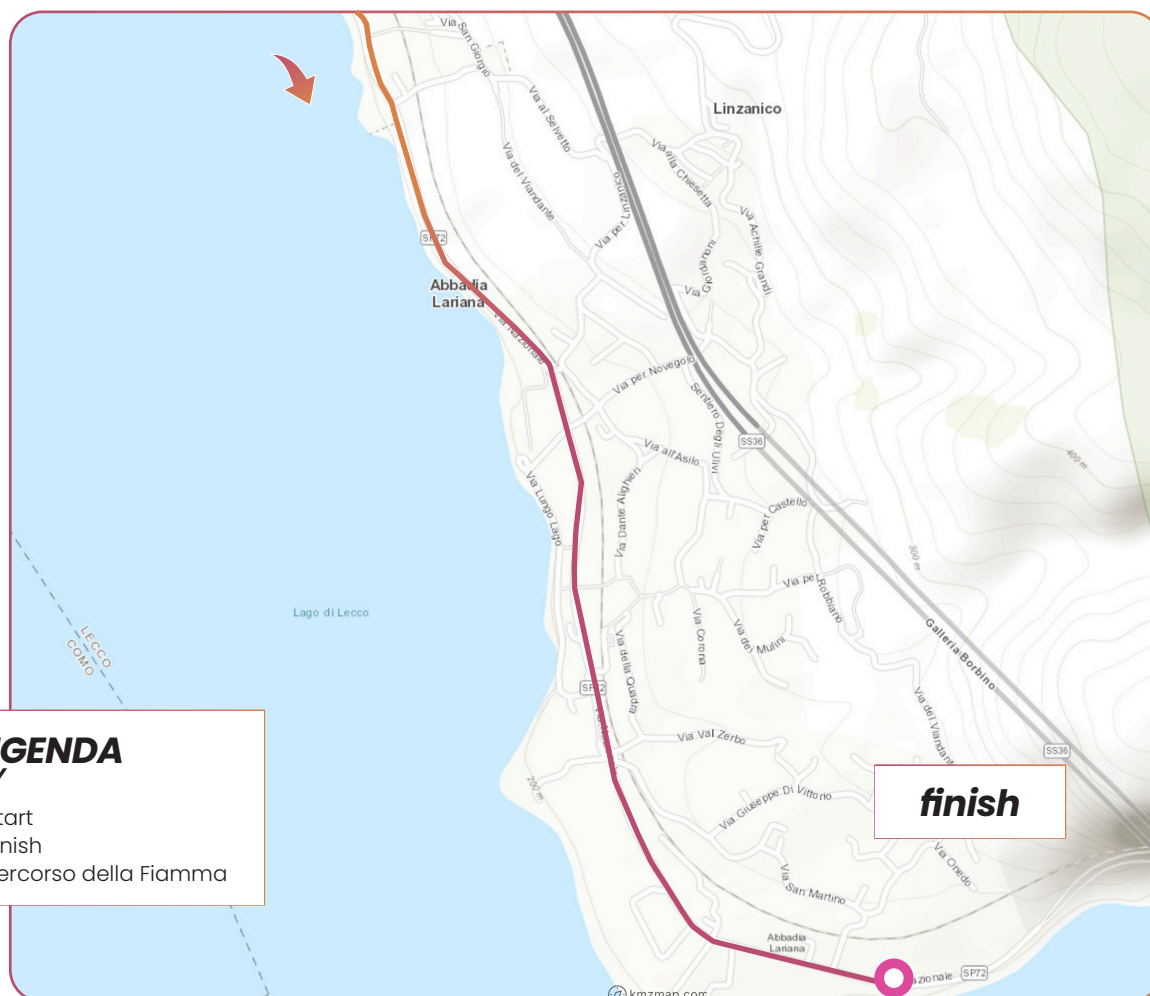 Via San
Giorgio
Via al Selvetto
Linzanico
Via alla
Chiesetta
Via del Viandante
Via per Linzanico
Via Achille Grandi
SP72
Abbadia
Lariana
Via Nazionale
Via per Novegolo
Sentiero Degli Ulivi
SS36
Via all'Asilo
400 m
Via Lungo Lago
Via Dante Alighieri
Via per Castello
300 m
Via per
Robbiano
Lago di Lecco
LECCO
COMO
Via Corona
Via dei Mulini
Galleria Borbino
Via della Quadra
SP72
Via del Viandante
Via Val Zerbo
SS36
GENDA
tart
nish
ercorso della Fiamma
200 m
Via Giuseppe Di Vittorio
finish
Via Onedo
Via San Martino
Abbadia
Lariana
azionale
SP72
kmzmap.com